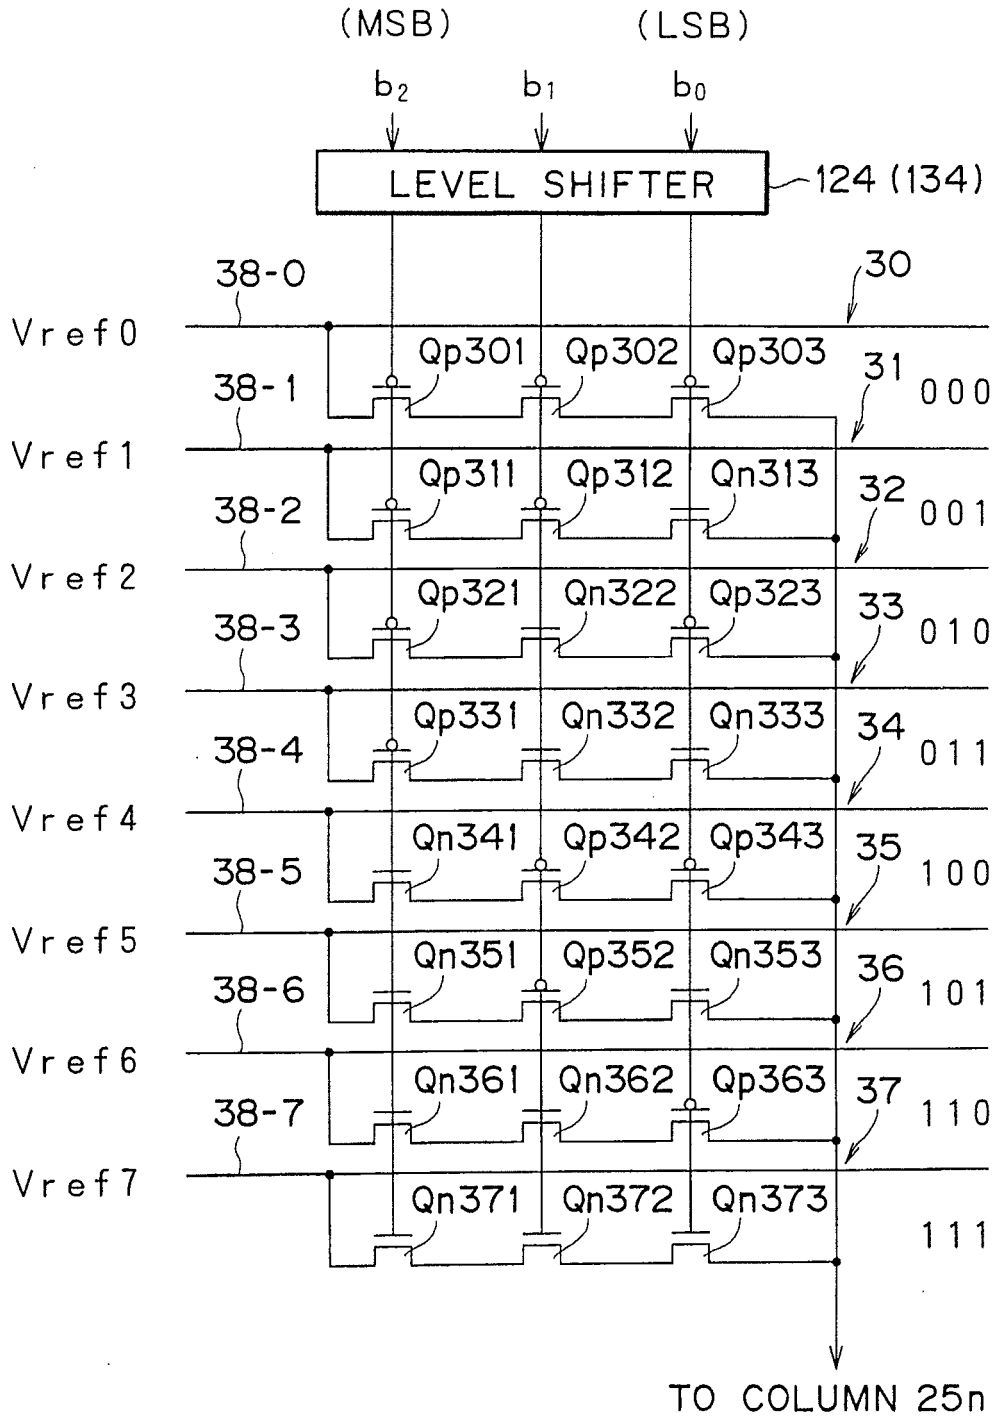 (MSB) (LSB)
b2 b1 b0
LEVEL SHIFTER 124 (134)
38-0 30
Vref0
Qp301 Qp302 Qp303
38-1 31 000
Vref1
Qp311 Qp312 Qn313
38-2 32 001
Vref2
Qp321 Qn322 Qp323
38-3 33 010
Vref3
Qp331 Qn332 Qn333
38-4 34 011
Vref4
Qn341 Qp342 Qp343
38-5 35 100
Vref5
Qn351 Qp352 Qn353
38-6 36 101
Vref6
Qn361 Qn362 Qp363
38-7 37 110
Vref7
Qn371 Qn372 Qn373
111
TO COLUMN 25n